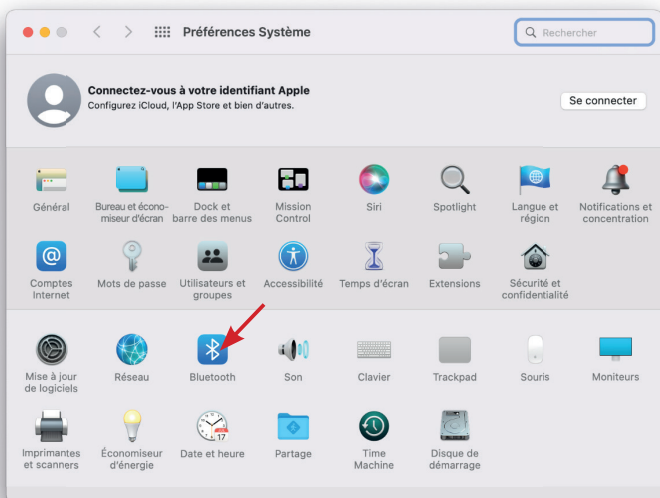 Préférences Système
Rechercher
Connectez-vous à votre identifiant Apple
Configurez iCloud, l'App Store et bien d'autres.
Se connecter
Général
Bureau et écono-
miseur d'écran
Dock et
barre des menus
Mission
Control
Siri
Spotlight
Langue et
région
Notifications et
concentration
Comptes
Internet
Mots de passe
Utilisateurs et
groupes
Accessibilité
Temps d'écran
Extensions
Sécurité et
confidentialité
Mise à jour
de logiciels
Réseau
Bluetooth
Son
Clavier
Trackpad
Souris
Moniteurs
Imprimantes
et scanners
Économiseur
d'énergie
17
Date et heure
Partage
Time
Machine
Disque de
démarrage